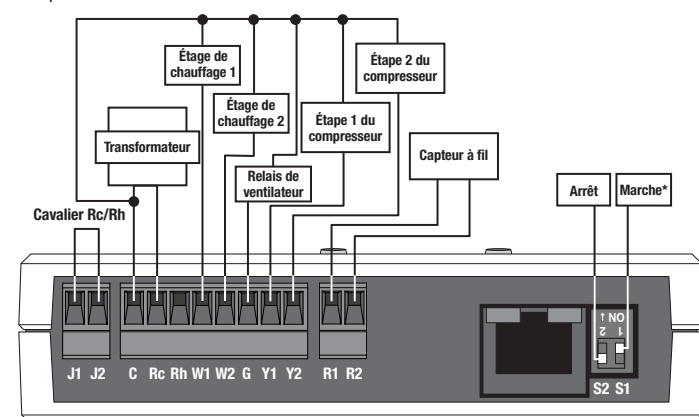 Étage de
chauffage 1
Étape 2 du
compresseur
Étage de
chauffage 2
Étape 1 du
compresseur
Transformateur
Capteur à fil
Relais de
ventilateur
Arrêt
Marche*
Cavalier Rc/Rh
ON ↓
1 2
J1 J2 C Rc Rh W1 W2 G Y1 Y2 R1 R2
S2 S1